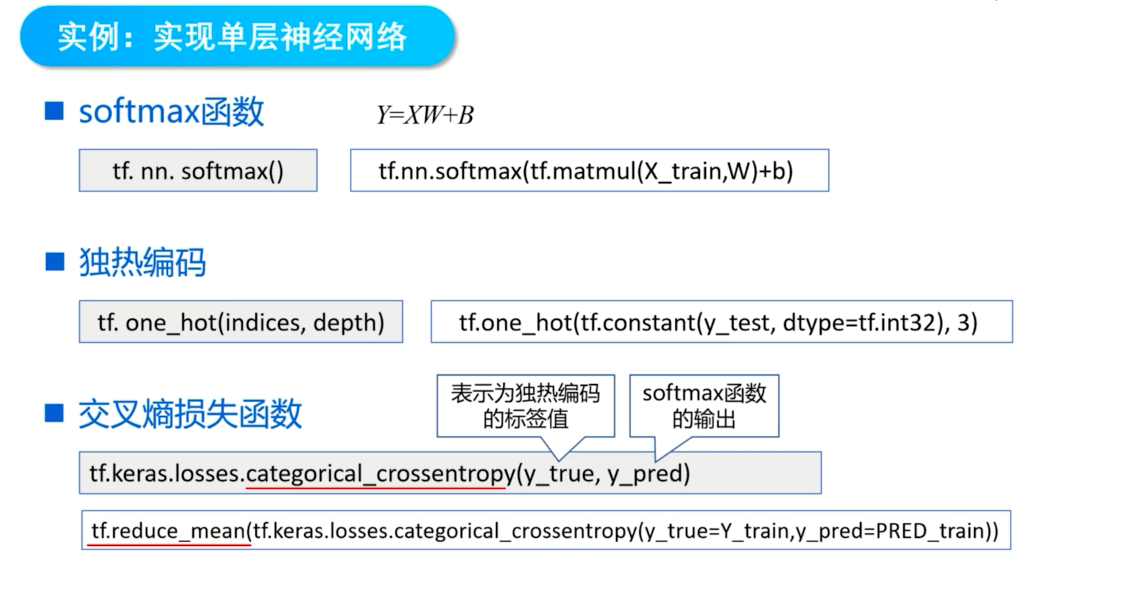 实例：实现单层神经网络
softmax函数
Y=XW+B
tf. nn. softmax()
tf.nn.softmax(tf.matmul(X_train,W)+b)
独热编码
tf. one_hot(indices, depth)
tf.one_hot(tf.constant(y_test, dtype=tf.int32), 3)
交叉熵损失函数
表示为独热编码
的标签值
softmax函数
的输出
tf.keras.losses.categorical_crossentropy(y_true, y_pred)
tf.reduce_mean(tf.keras.losses.categorical_crossentropy(y_true=Y_train,y_pred=PRED_train))